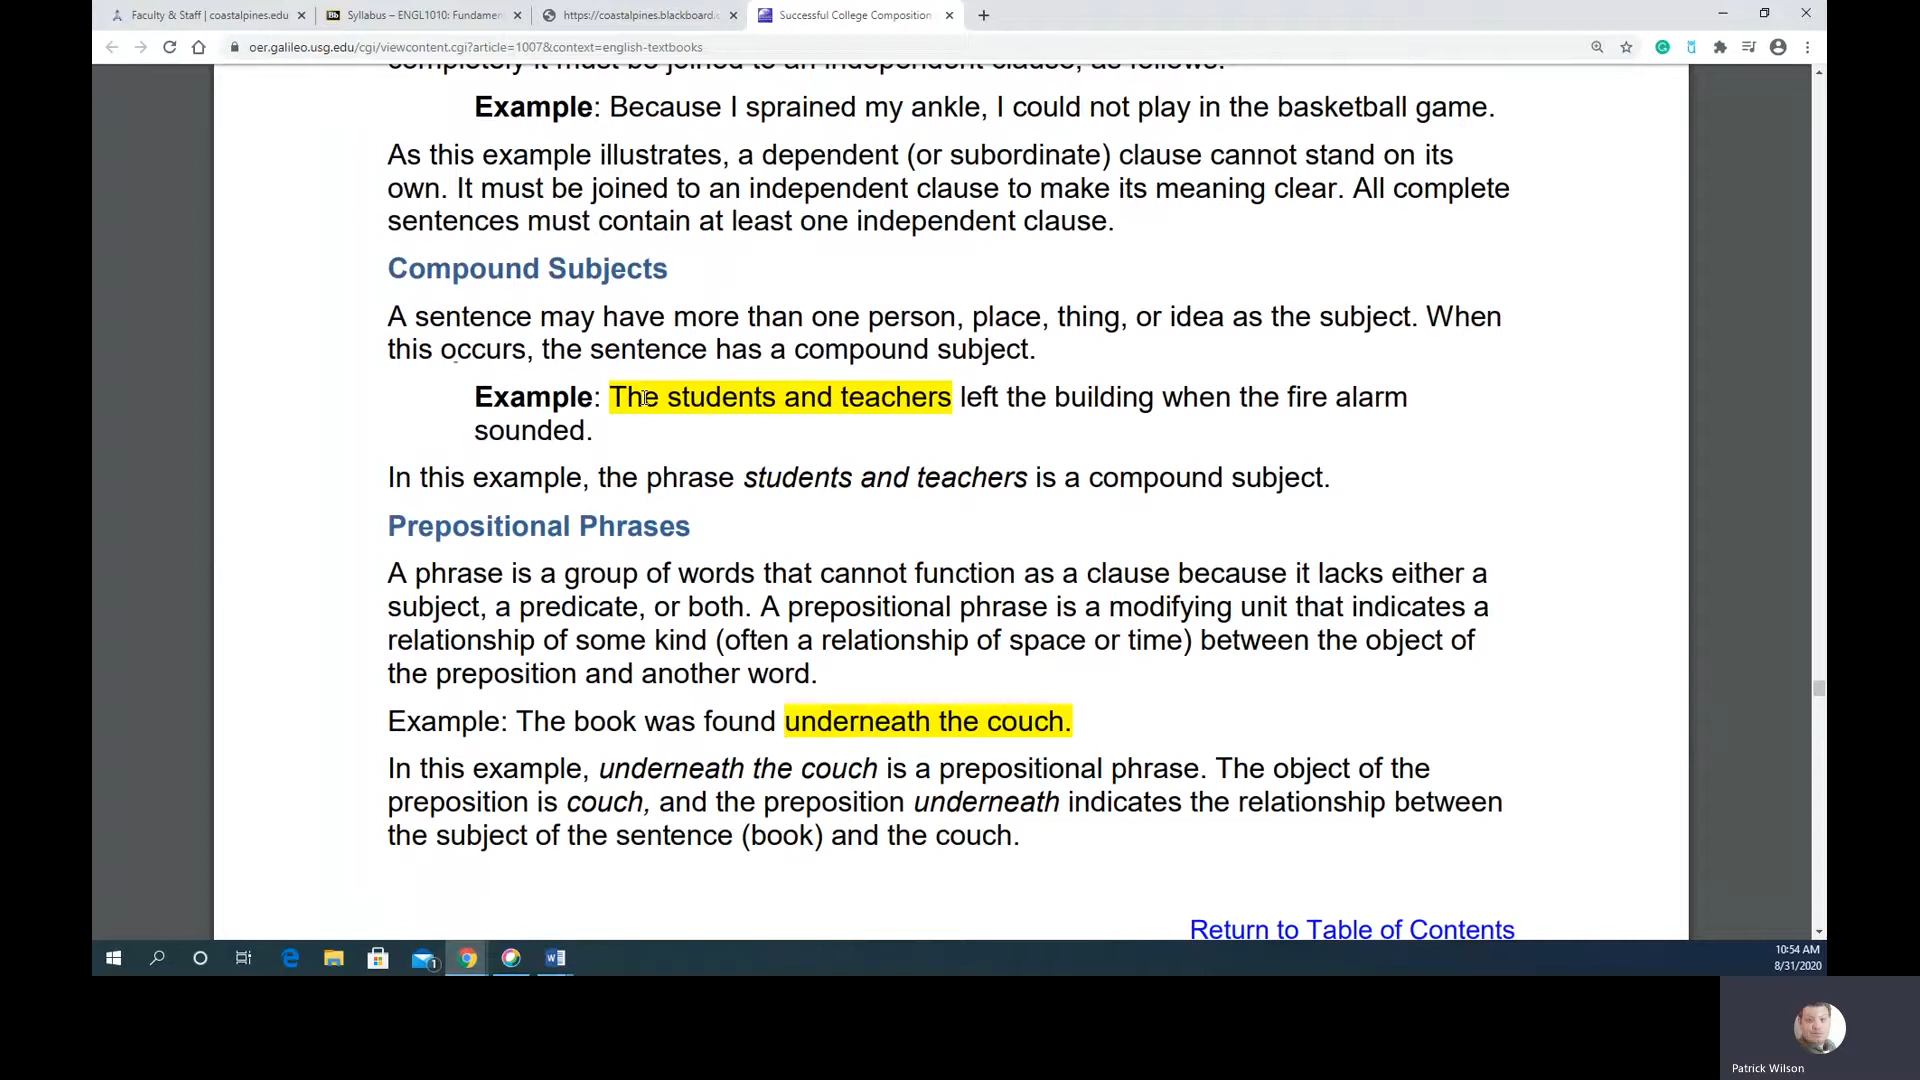 Faculty & Staff | coastalpines.edu
Syllabus – ENGL1010: Fundamen
https://coastalpines.blackboard.
Successful College Composition
oer.galileo.usg.edu/cgi/viewcontent.cgi?article=1007&context=english-textbooks
completely it must be joined to an independent clause, as follows:
Example: Because I sprained my ankle, I could not play in the basketball game.
As this example illustrates, a dependent (or subordinate) clause cannot stand on its
own. It must be joined to an independent clause to make its meaning clear. All complete
sentences must contain at least one independent clause.
Compound Subjects
A sentence may have more than one person, place, thing, or idea as the subject. When
this occurs, the sentence has a compound subject.
Example: The students and teachers left the building when the fire alarm
sounded.
In this example, the phrase students and teachers is a compound subject.
Prepositional Phrases
A phrase is a group of words that cannot function as a clause because it lacks either a
subject, a predicate, or both. A prepositional phrase is a modifying unit that indicates a
relationship of some kind (often a relationship of space or time) between the object of
the preposition and another word.
Example: The book was found underneath the couch.
In this example, underneath the couch is a prepositional phrase. The object of the
preposition is couch, and the preposition underneath indicates the relationship between
the subject of the sentence (book) and the couch.
Return to Table of Contents
10:54 AM
8/31/2020
Patrick Wilson